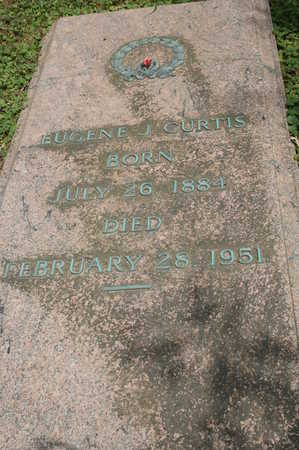 EUGENE J. CURTIS
BORN
JULY 26 1884
DIED
FEBRUARY 28 1951